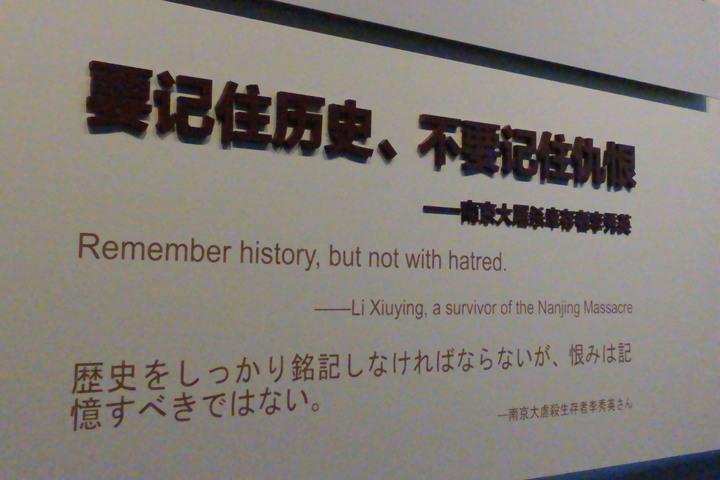 要记住历史、不要记住仇恨
——南京大屠杀幸存者李秀英
Remember history, but not with hatred.
——Li Xiuying, a survivor of the Nanjing Massacre
歴史をしっかり銘記しなければならないが、恨みは記
憶すべきではない。
—南京大虐殺生存者李秀英さん